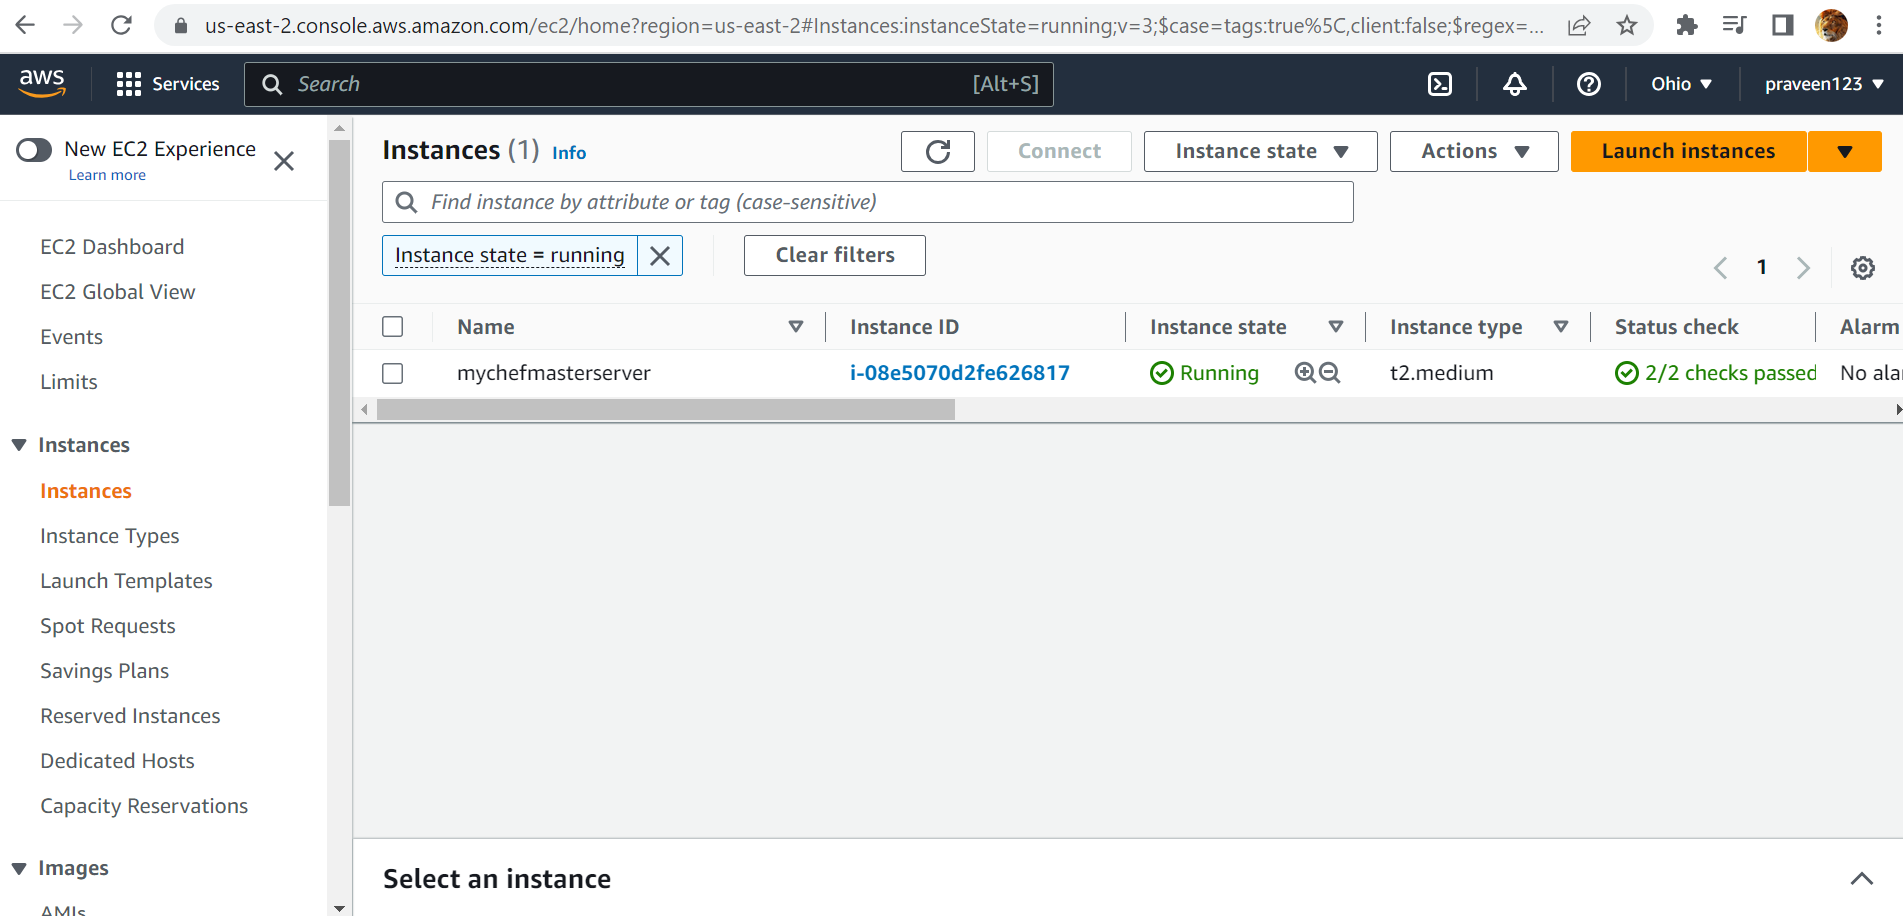 us-east-2.console.aws.amazon.com/ec2/home?region=us-east-2#Instances:instanceState=running;v=3;$case=tags:true%5C,client:false;$regex=...
aws
Services
Search
[Alt+S]
Ohio
praveen123
New EC2 Experience
Learn more
EC2 Dashboard
EC2 Global View
Events
Limits
Instances
Instances
Instance Types
Launch Templates
Spot Requests
Savings Plans
Reserved Instances
Dedicated Hosts
Capacity Reservations
Images
AMIs
Instances (1) Info
Connect
Instance state
Actions
Launch instances
Find instance by attribute or tag (case-sensitive)
Instance state = running
Clear filters
1
Name Instance ID Instance state Instance type Status check Alarm
mychefmasterserver i-08e5070d2fe626817 Running t2.medium 2/2 checks passed No ala
Select an instance